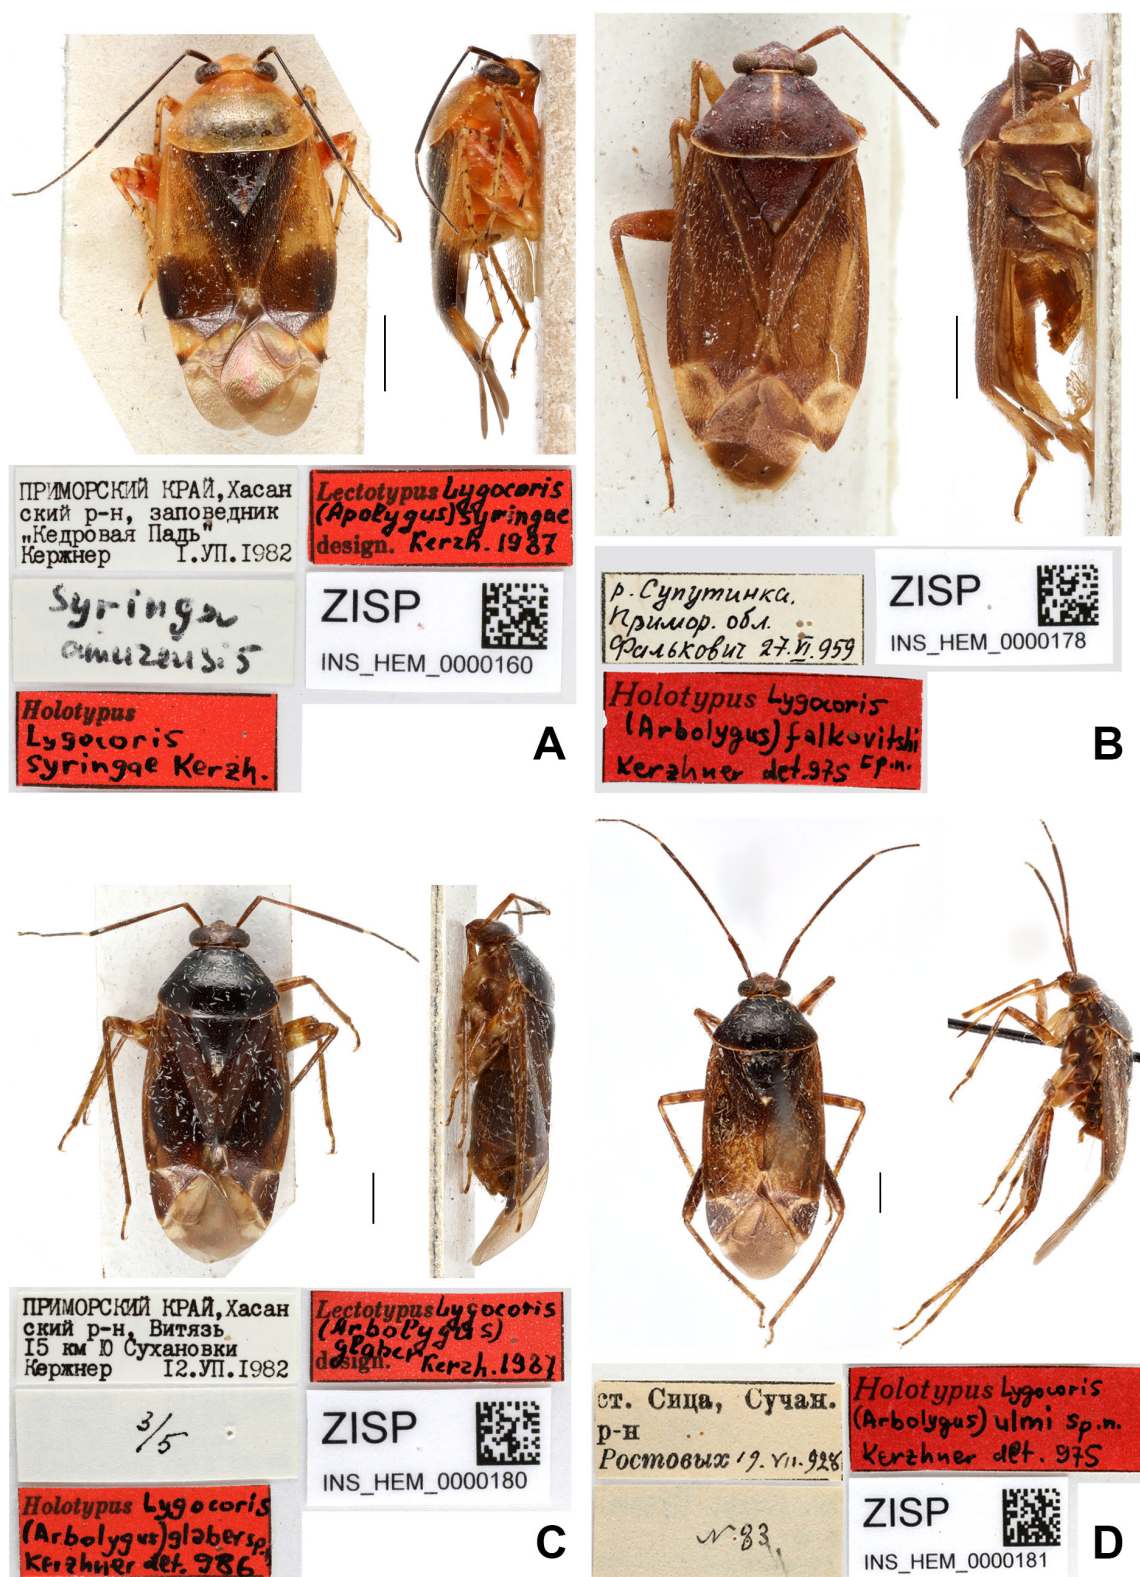 ПРИМОРСКИЙ КРАЙ, Хасан
ский р-н, заповедник
„Кедровая Падь"
Кержнер I.УП.1982
Lectotypus Lygocoris
(Apolygus) syringae
design. Kerzh. 1987
Syringa
amurensis
ZISP
INS_HEM_0000160
Holotypus
Lygocoris
syringae Kerzh.
A
р. Супутинка.
Примор. обл.
Фалькович 27.VI.959
ZISP
INS_HEM_0000178
Holotypus Lygocoris
(Arbolygus) falkovitshi
Kerzhner det. 975 sp.n.
B
ПРИМОРСКИЙ КРАЙ, Хасан
ский р-н, Витязь
I5 км Ю Сухановки
Кержнер I2.УП.1982
Lectotypus Lygocoris
(Arbolygus)
glaber
design. Kerzh. 1987
3/5
ZISP
INS_HEM_0000180
Holotypus Lygocoris
(Arbolygus) glaber sp.
Kerzhner det. 986
C
ст. Сица, Сучан.
р-н
Ростовых 19.VII.928
Holotypus Lygocoris
(Arbolygus) ulmi sp.n.
Kerzhner det. 975
N.83.
ZISP
INS_HEM_0000181
D